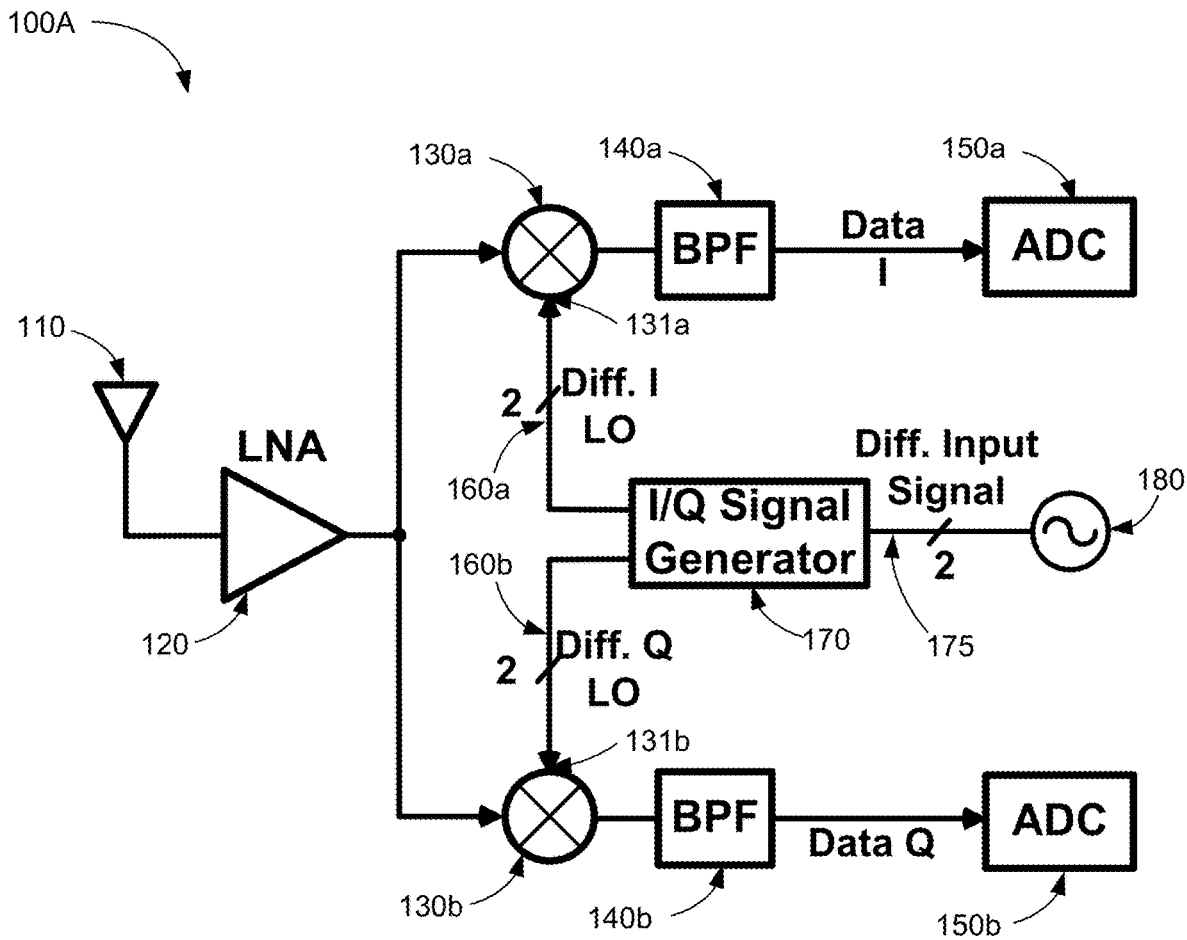 100A
130a
140a
150a
BPF
Data
I
ADC
131a
110
2
Diff. I
LO
LNA
160a
Diff. Input
Signal
180
I/Q Signal
Generator
2
160b
120
170
175
2
Diff. Q
LO
131b
BPF
Data Q
ADC
130b
140b
150b